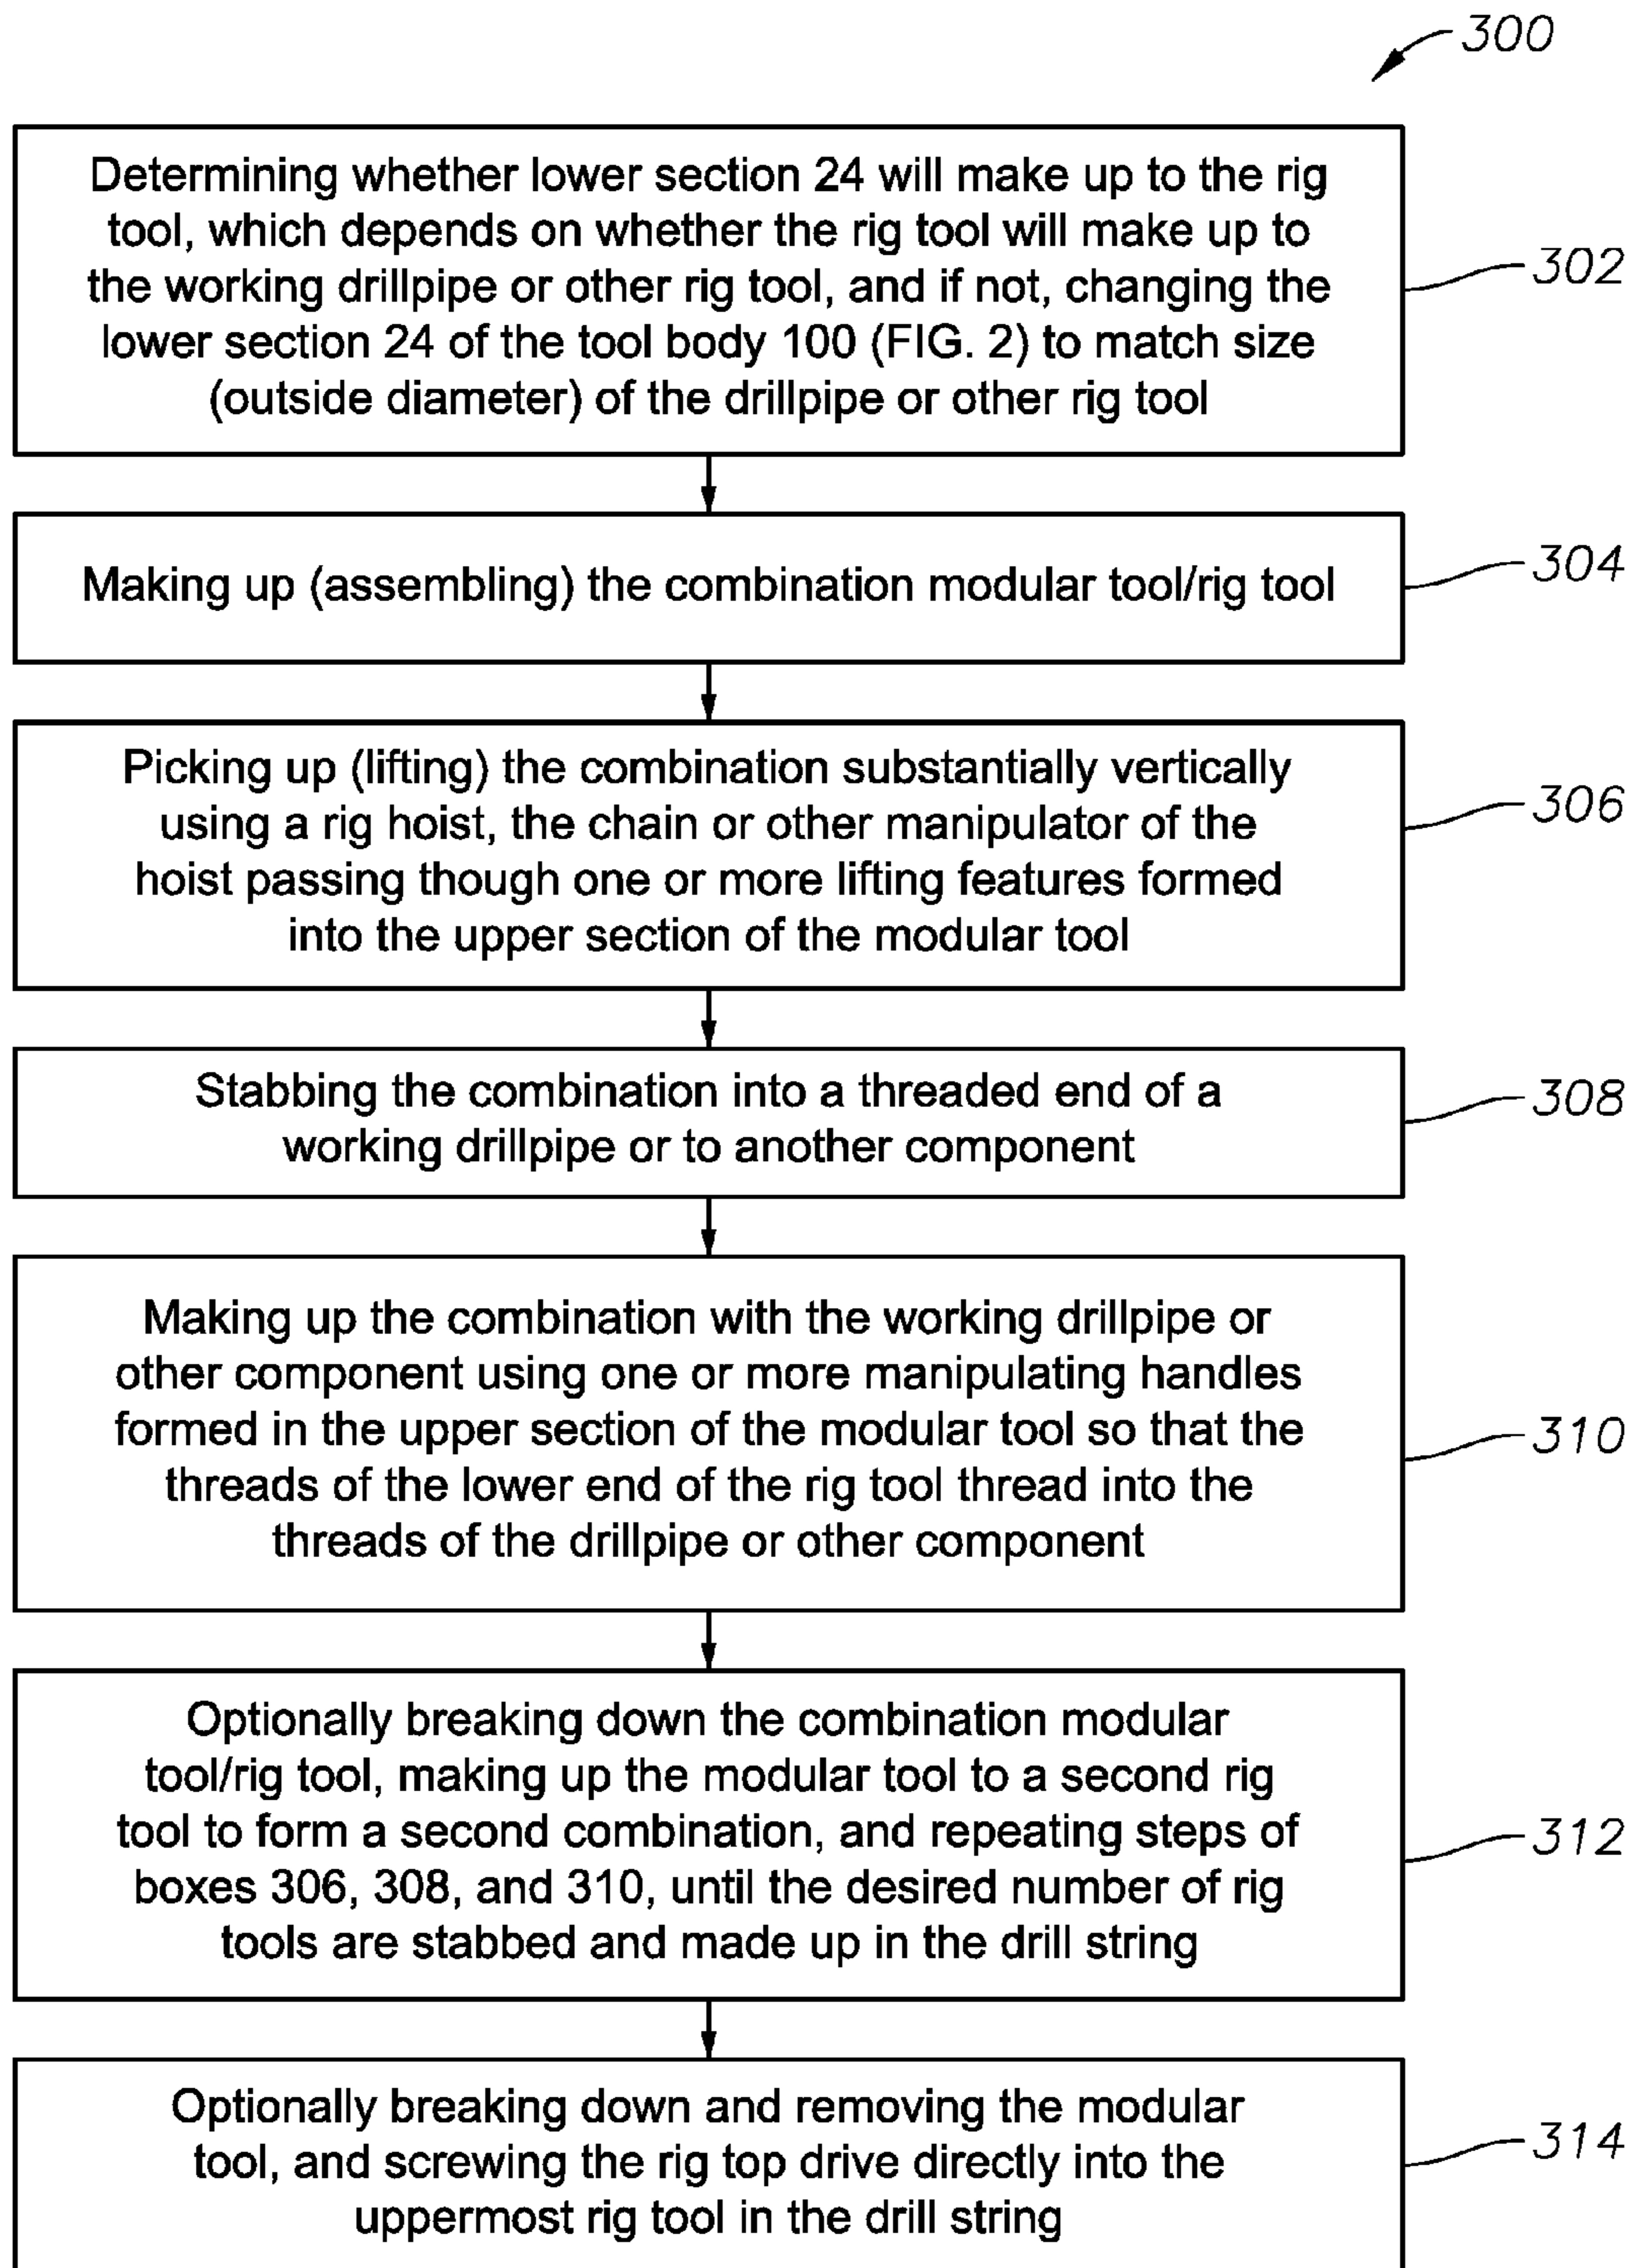 300
Determining whether lower section 24 will make up to the rig
tool, which depends on whether the rig tool will make up to
the working drillpipe or other rig tool, and if not, changing the
lower section 24 of the tool body 100 (FIG. 2) to match size
(outside diameter) of the drillpipe or other rig tool
302
Making up (assembling) the combination modular tool/rig tool
304
Picking up (lifting) the combination substantially vertically
using a rig hoist, the chain or other manipulator of the
hoist passing though one or more lifting features formed
into the upper section of the modular tool
306
Stabbing the combination into a threaded end of a
working drillpipe or to another component
308
Making up the combination with the working drillpipe or
other component using one or more manipulating handles
formed in the upper section of the modular tool so that the
threads of the lower end of the rig tool thread into the
threads of the drillpipe or other component
310
Optionally breaking down the combination modular
tool/rig tool, making up the modular tool to a second rig
tool to form a second combination, and repeating steps of
boxes 306, 308, and 310, until the desired number of rig
tools are stabbed and made up in the drill string
312
Optionally breaking down and removing the modular
tool, and screwing the rig top drive directly into the
uppermost rig tool in the drill string
314